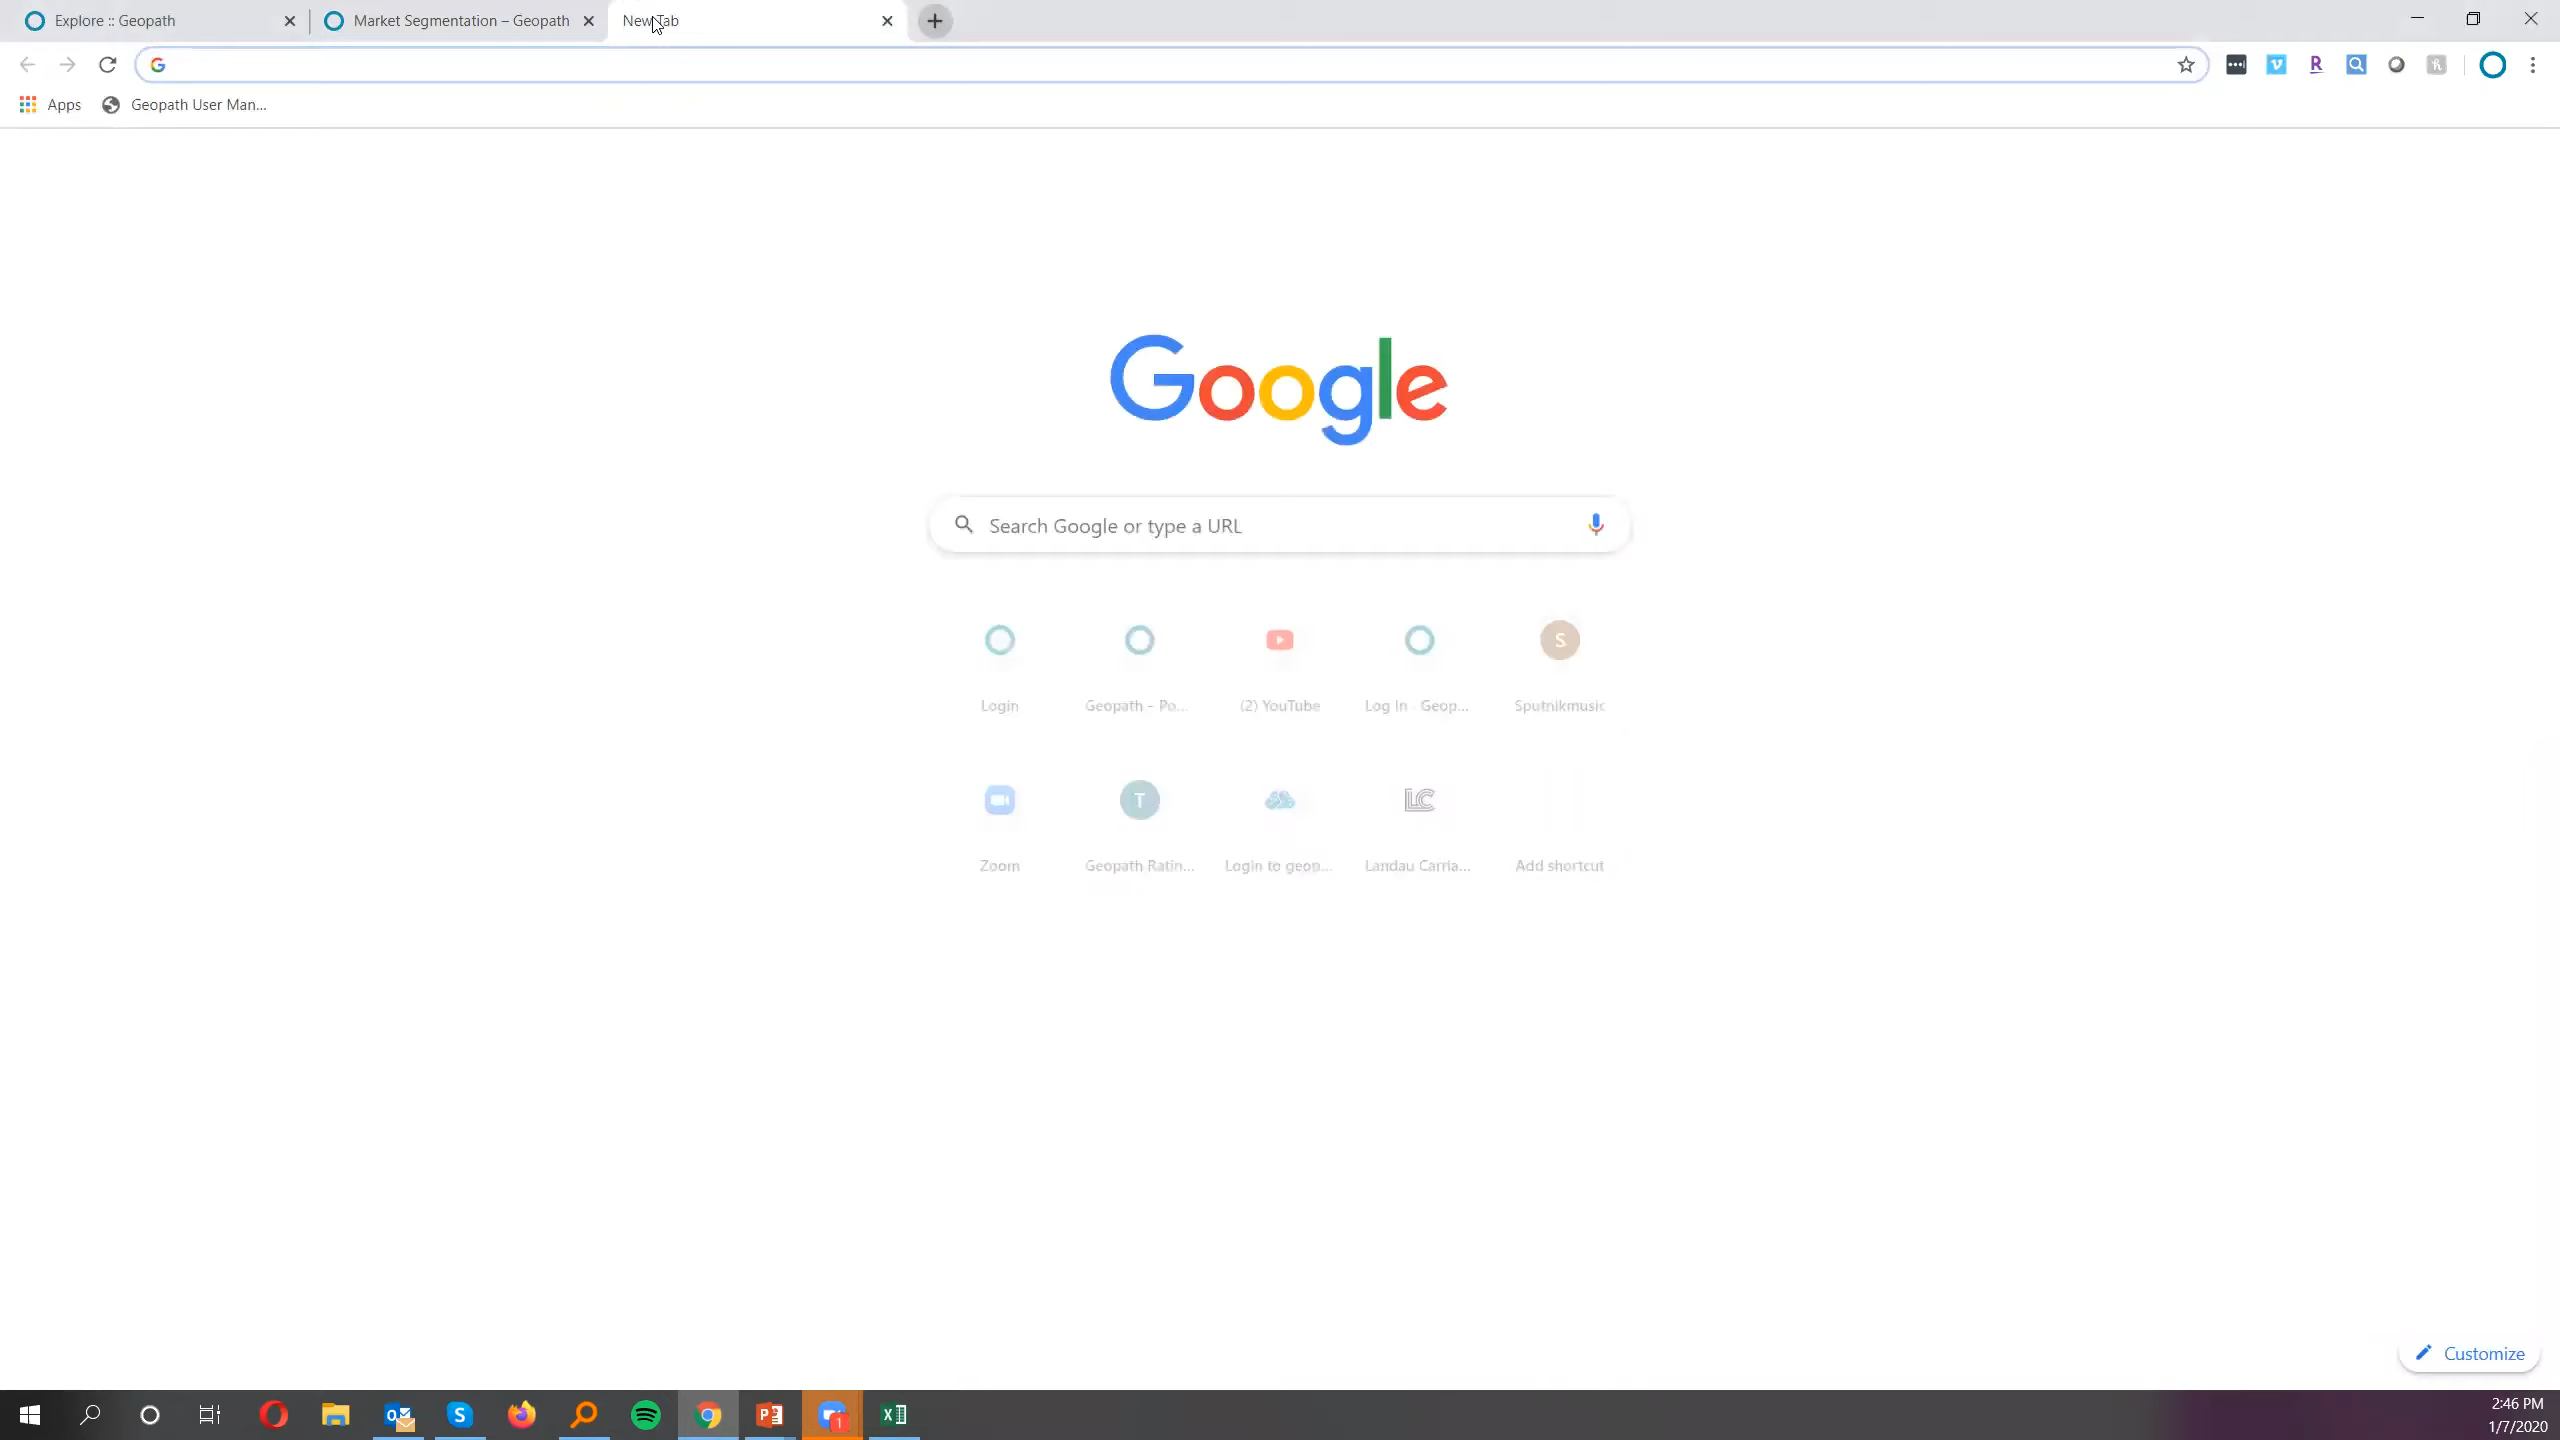 Explore :: Geopath
Market Segmentation – Geopath
New Tab
Apps
Geopath User Man...
Google
Search Google or type a URL
Login
Geopath - Po...
(2) YouTube
Log In - Geop...
S
Sputnikmusic
Zoom
T
Geopath Ratin...
Login to geop...
LC
Landau Carria...
Add shortcut
Customize
2:46 PM
1/7/2020